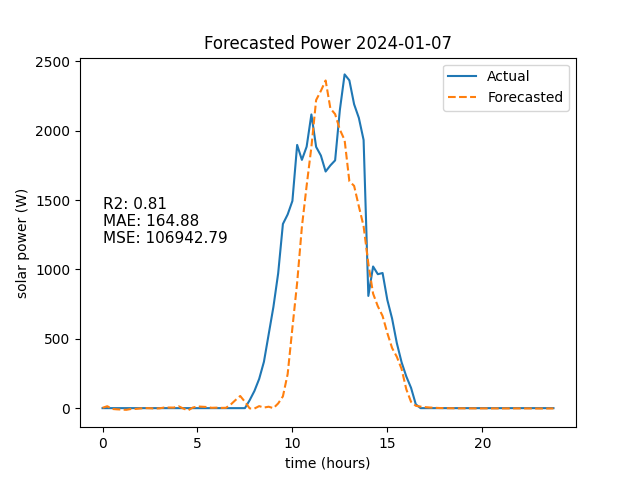 Forecasted Power 2024-01-07
2500
2000
1500
1000
500
0
solar power (W)
R2: 0.81
MAE: 164.88
MSE: 106942.79
Actual
Forecasted
0 5 10 15 20
time (hours)